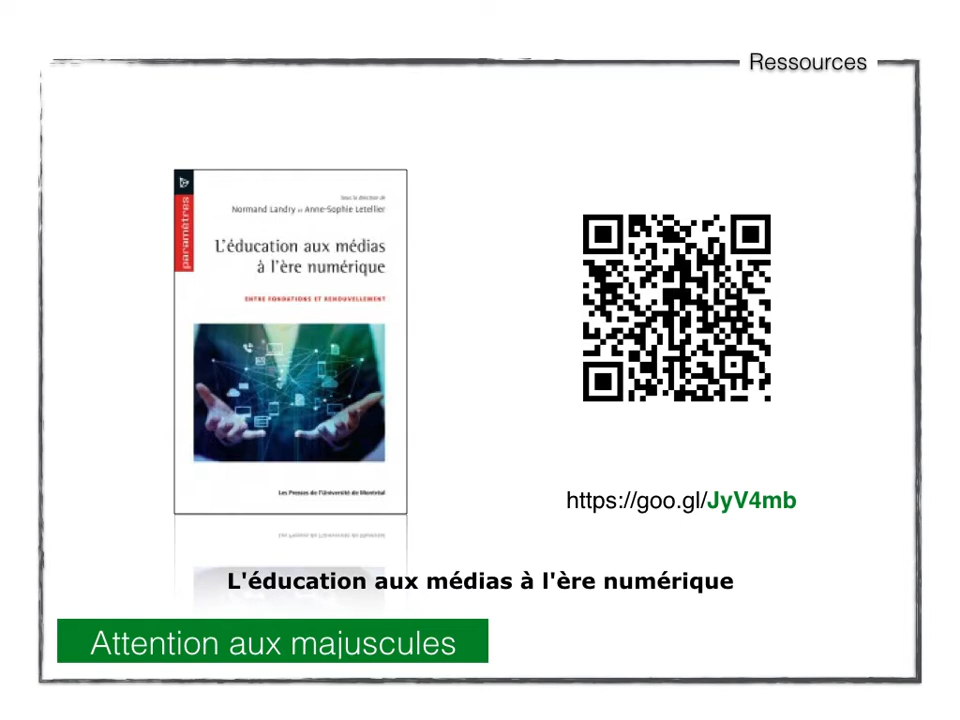 Ressources
paramètres
Sous la direction de
Normand Landry et Anne-Sophie Letellier
L'éducation aux médias
à l'ère numérique
ENTRE FONDATIONS ET RENOUVELLEMENT
Les Presses de l'Université de Montréal
https://goo.gl/JyV4mb
L'éducation aux médias à l'ère numérique
Attention aux majuscules